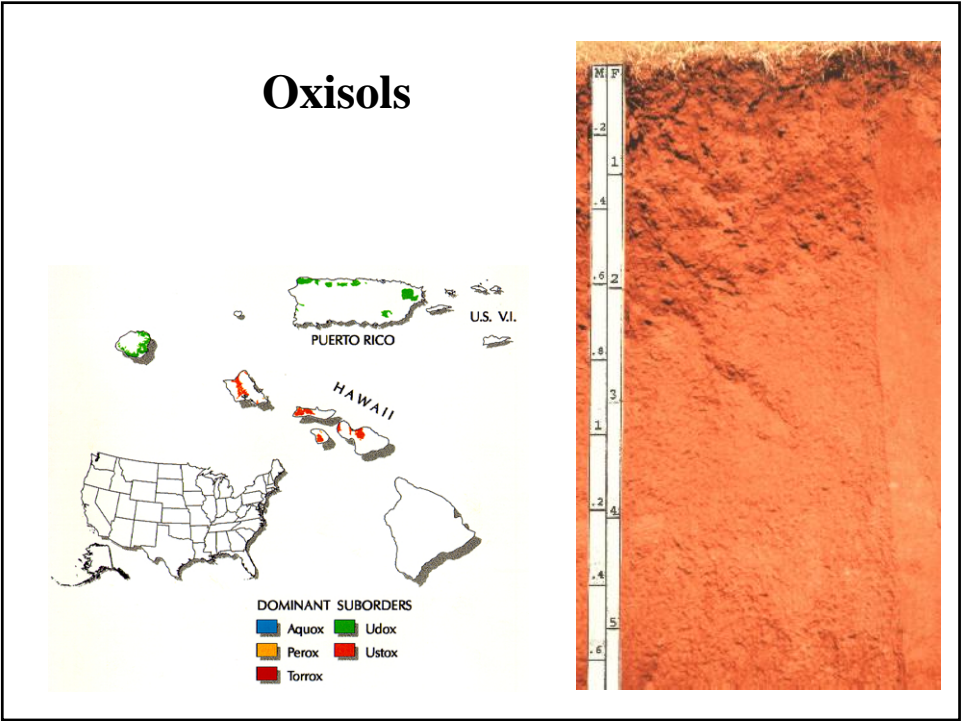 Oxisols
U.S. V.I.
PUERTO RICO
HAWAII
DOMINANT SUBORDERS
Aquox Udox
Perox Ustox
Torrox
M F
.2
1
.4
.6 2
.8
3
1
.2
4
.4
5
.6